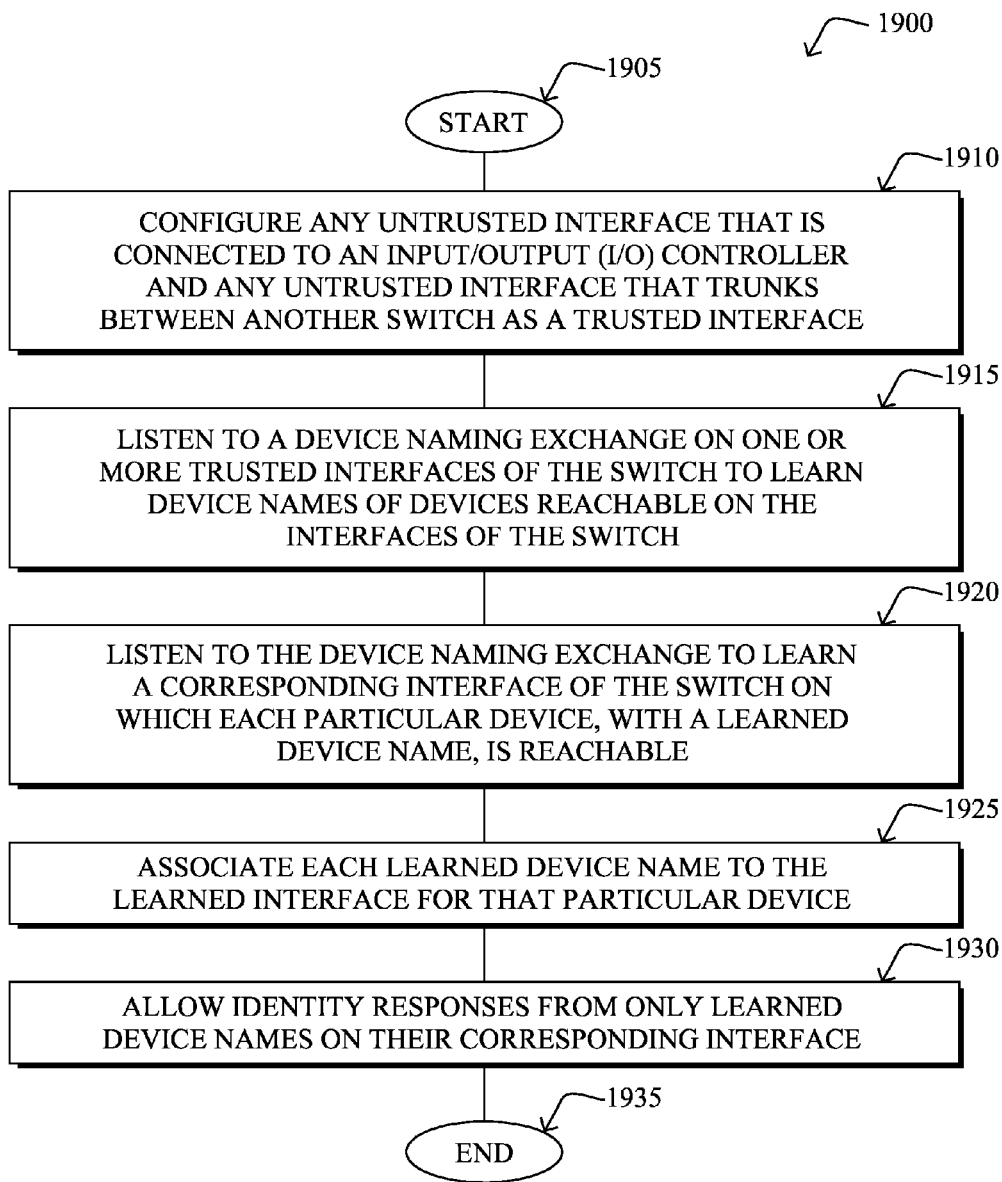 1900
1905
START
1910
CONFIGURE ANY UNTRUSTED INTERFACE THAT IS
CONNECTED TO AN INPUT/OUTPUT (I/O) CONTROLLER
AND ANY UNTRUSTED INTERFACE THAT TRUNKS
BETWEEN ANOTHER SWITCH AS A TRUSTED INTERFACE
1915
LISTEN TO A DEVICE NAMING EXCHANGE ON ONE OR
MORE TRUSTED INTERFACES OF THE SWITCH TO LEARN
DEVICE NAMES OF DEVICES REACHABLE ON THE
INTERFACES OF THE SWITCH
1920
LISTEN TO THE DEVICE NAMING EXCHANGE TO LEARN
A CORRESPONDING INTERFACE OF THE SWITCH ON
WHICH EACH PARTICULAR DEVICE, WITH A LEARNED
DEVICE NAME, IS REACHABLE
1925
ASSOCIATE EACH LEARNED DEVICE NAME TO THE
LEARNED INTERFACE FOR THAT PARTICULAR DEVICE
1930
ALLOW IDENTITY RESPONSES FROM ONLY LEARNED
DEVICE NAMES ON THEIR CORRESPONDING INTERFACE
1935
END